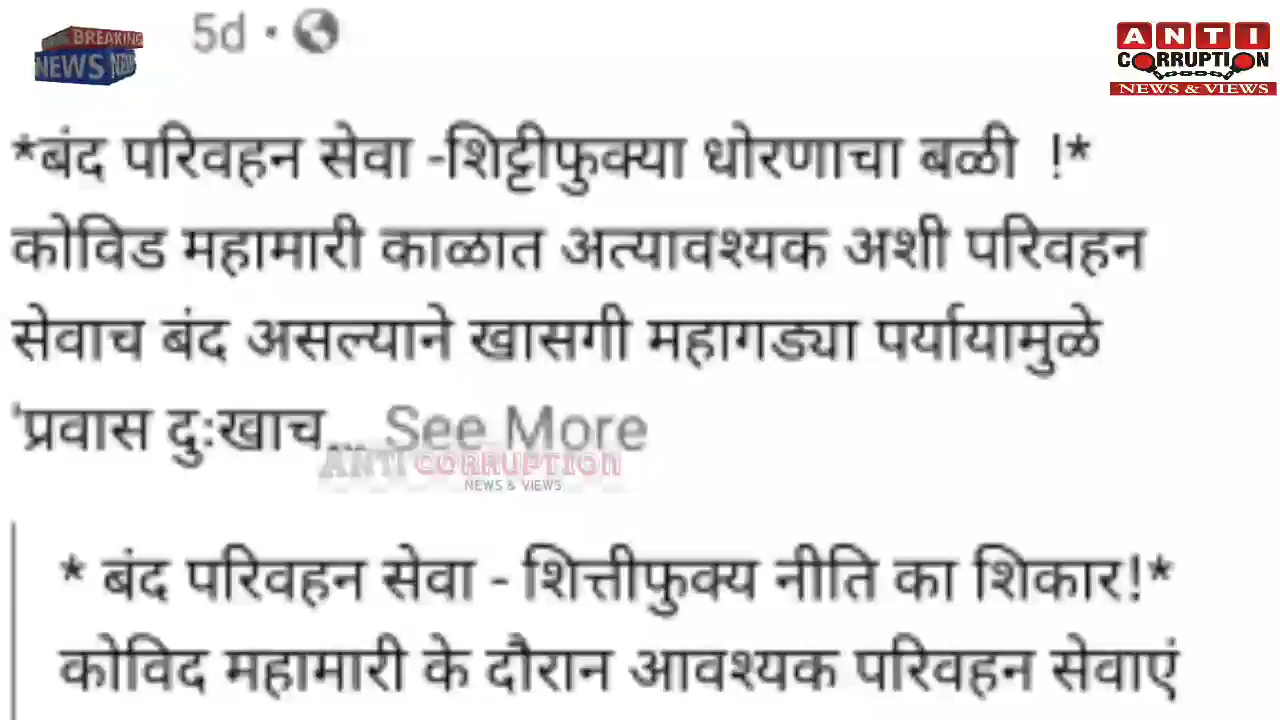 BREAKING
NEWS NEWS
5d ·
ANTI
CORRUPTION
NEWS & VIEWS
*बंद परिवहन सेवा -शिट्टीफुक्या धोरणाचा बळी !*
कोविड महामारी काळात अत्यावश्यक अशी परिवहन
सेवाच बंद असल्याने खासगी महागड्या पर्यायामुळे
'प्रवास दुःखाच... See More
ANTI CORRUPTION
NEWS & VIEWS
* बंद परिवहन सेवा - शित्तीफुक्य नीति का शिकार!*
कोविद महामारी के दौरान आवश्यक परिवहन सेवाएं